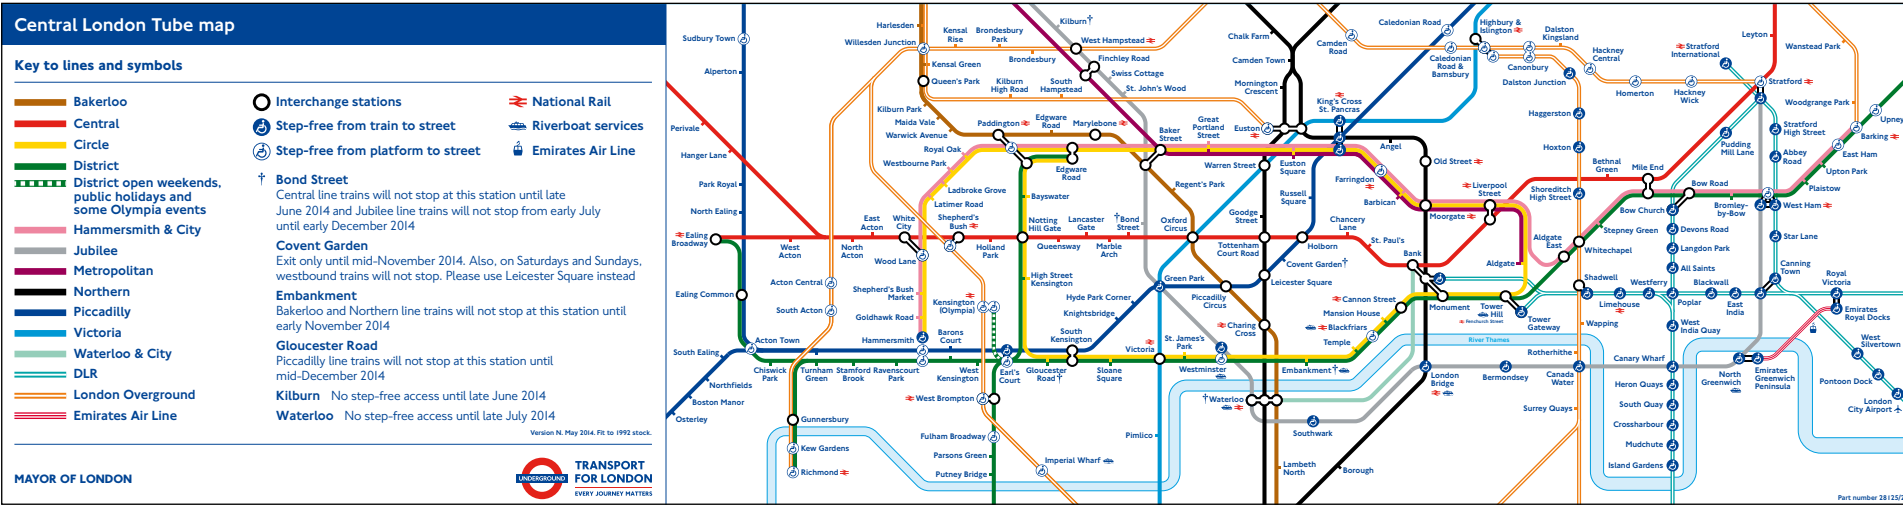 Central London Tube map
Key to lines and symbols
Bakerloo
Central
Circle
District
District open weekends,
public holidays and
some Olympia events
Hammersmith & City
Jubilee
Metropolitan
Northern
Piccadilly
Victoria
Waterloo & City
DLR
London Overground
Emirates Air Line
MAYOR OF LONDON
Interchange stations
Step-free from train to street
Step-free from platform to street
National Rail
Riverboat services
Emirates Air Line
† Bond Street
Central line trains will not stop at this station until late
June 2014 and Jubilee line trains will not stop from early July
until early December 2014
Covent Garden
Exit only until mid-November 2014. Also, on Saturdays and Sundays,
westbound trains will not stop. Please use Leicester Square instead
Embankment
Bakerloo and Northern line trains will not stop at this station until
early November 2014
Gloucester Road
Piccadilly line trains will not stop at this station until
mid-December 2014
Kilburn No step-free access until late June 2014
Waterloo No step-free access until late July 2014
Version N. May 2014. Fit to 1992 stock.
UNDERGROUND
TRANSPORT
FOR LONDON
EVERY JOURNEY MATTERS
Sudbury Town
Alperton
Perivale
Hanger Lane
Park Royal
North Ealing
Ealing
Broadway
Ealing Common
South Ealing
Northfields
Boston Manor
Osterley
Harlesden
Willesden Junction
Kensal Green
Queen's Park
Kilburn Park
Maida Vale
Warwick Avenue
Royal Oak
Westbourne Park
Ladbroke Grove
Latimer Road
Kensal
Rise
Brondesbury
Park
Brondesbury
Kilburn
High Road
South
Hampstead
Kilburn†
West Hampstead
Finchley Road
Swiss Cottage
St. John's Wood
Paddington
Edgware
Road
Marylebone
Edgware
Road
Baker
Street
Great
Portland
Street
Bayswater
Notting
Hill Gate
Lancaster
Gate
†Bond
Street
Oxford
Circus
Queensway
Marble
Arch
Regent's Park
West
Acton
North
Acton
East
Acton
White
City
Shepherd's
Bush
Holland
Park
Wood Lane
Shepherd's Bush
Market
Goldhawk Road
Hammersmith
Acton Central
South Acton
Acton Town
Chiswick
Park
Turnham
Green
Stamford
Brook
Ravenscourt
Park
Barons
Court
West
Kensington
Kensington
(Olympia)
Earl's
Court
High Street
Kensington
Gloucester
Road†
South
Kensington
Sloane
Square
Victoria
St. James's
Park
Westminster
Embankment†
Hyde Park Corner
Knightsbridge
Green Park
Piccadilly
Circus
Charing
Cross
Leicester Square
Covent Garden†
Holborn
Tottenham
Court Road
Goodge
Street
Warren Street
Euston
Euston
Square
Russell
Square
King's Cross
St. Pancras
Chalk Farm
Camden Town
Mornington
Crescent
Camden
Road
Caledonian Road
Caledonian
Road &
Barnsbury
Highbury &
Islington
Canonbury
Dalston
Kingsland
Dalston Junction
Hackney
Central
Homerton
Hackney
Wick
Stratford
International
Stratford
Leyton
Wanstead Park
Woodgrange Park
Upney
Barking
East Ham
Upton Park
Plaistow
West Ham
Stratford
High Street
Abbey
Road
Pudding
Mill Lane
Haggerston
Hoxton
Shoreditch
High Street
Bethnal
Green
Mile End
Bow Road
Bow Church
Bromley-
by-Bow
Stepney Green
Whitechapel
Devons Road
Langdon Park
All Saints
Star Lane
Canning
Town
Royal
Victoria
Angel
Old Street
Farringdon
Barbican
Moorgate
Liverpool
Street
Chancery
Lane
St. Paul's
Bank
Aldgate
East
Aldgate
Cannon Street
Mansion House
Blackfriars
Temple
Monument
Tower
Hill
Fenchurch Street
Tower
Gateway
Shadwell
Limehouse
Westferry
Poplar
Blackwall
East
India
Emirates
Royal Docks
Wapping
Rotherhithe
Canada
Water
Surrey Quays
River Thames
West
India Quay
Canary Wharf
Heron Quays
South Quay
Crossharbour
Mudchute
Island Gardens
North
Greenwich
Emirates
Greenwich
Peninsula
West
Silvertown
Pontoon Dock
London
City Airport
London
Bridge
Bermondsey
†Waterloo
Southwark
Lambeth
North
Borough
Pimlico
West Brompton
Fulham Broadway
Parsons Green
Putney Bridge
Imperial Wharf
Gunnersbury
Kew Gardens
Richmond